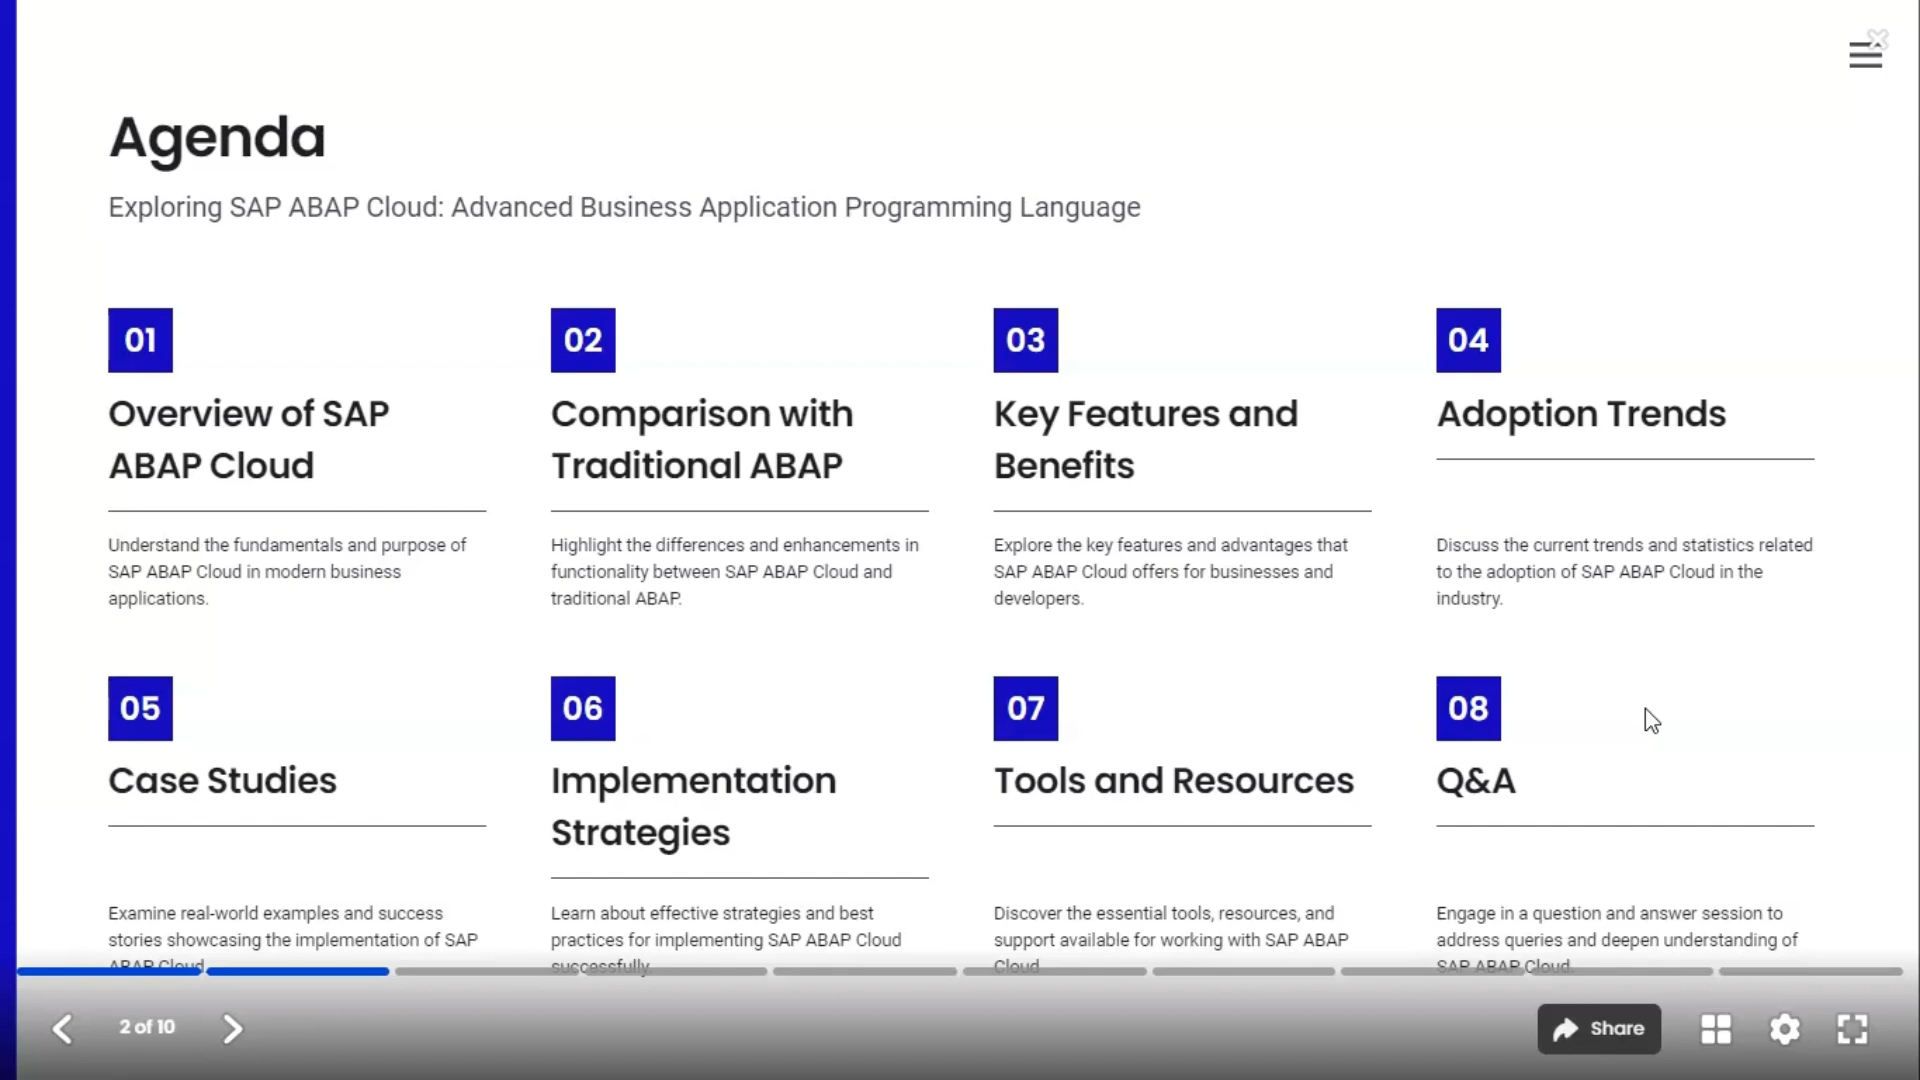 Agenda
Exploring SAP ABAP Cloud: Advanced Business Application Programming Language
01
Overview of SAP
ABAP Cloud
Understand the fundamentals and purpose of
SAP ABAP Cloud in modern business
applications.
02
Comparison with
Traditional ABAP
Highlight the differences and enhancements in
functionality between SAP ABAP Cloud and
traditional ABAP.
03
Key Features and
Benefits
Explore the key features and advantages that
SAP ABAP Cloud offers for businesses and
developers.
04
Adoption Trends
Discuss the current trends and statistics related
to the adoption of SAP ABAP Cloud in the
industry.
05
Case Studies
Examine real-world examples and success
stories showcasing the implementation of SAP
ABAP Cloud.
06
Implementation
Strategies
Learn about effective strategies and best
practices for implementing SAP ABAP Cloud
successfully.
07
Tools and Resources
Discover the essential tools, resources, and
support available for working with SAP ABAP
Cloud.
08
Q&A
Engage in a question and answer session to
address queries and deepen understanding of
SAP ABAP Cloud.
2 of 10
Share